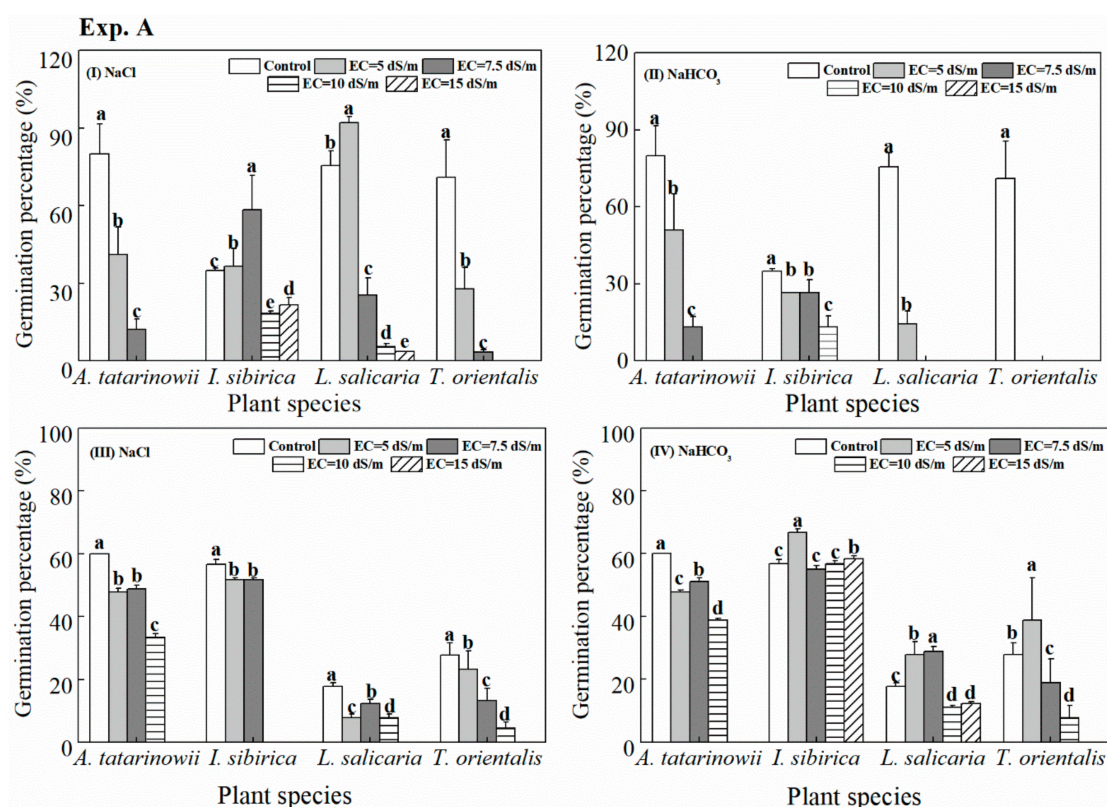 Exp. A
120
90
60
30
0
Germination percentage (%)
(I) NaCl
Control EC=5 dS/m EC=7.5 dS/m
EC=10 dS/m EC=15 dS/m
a b c
c b a e d
b a c d e
a b c
A. tatarinowii I. sibirica L. salicaria T. orientalis
Plant species
120
90
60
30
0
Germination percentage (%)
(II) NaHCO3
Control EC=5 dS/m EC=7.5 dS/m
EC=10 dS/m EC=15 dS/m
a b c
a b b c
a b
a
A. tatarinowii I. sibirica L. salicaria T. orientalis
Plant species
100
80
60
40
20
0
Germination percentage (%)
(III) NaCl
Control EC=5 dS/m EC=7.5 dS/m
EC=10 dS/m EC=15 dS/m
a b b c
a b b
a c b d
a b c d
A. tatarinowii I. sibirica L. salicaria T. orientalis
Plant species
100
80
60
40
20
0
Germination percentage (%)
(IV) NaHCO3
Control EC=5 dS/m EC=7.5 dS/m
EC=10 dS/m EC=15 dS/m
a c b d
c a c c b
c b a d d
b a c d
A. tatarinowii I. sibirica L. salicaria T. orientalis
Plant species